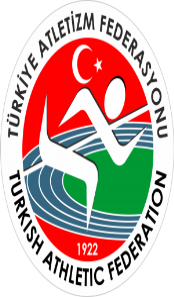 TÜRKİYE ATLETİZM FEDERASYONU
1922
TURKISH ATHLETIC FEDERATION